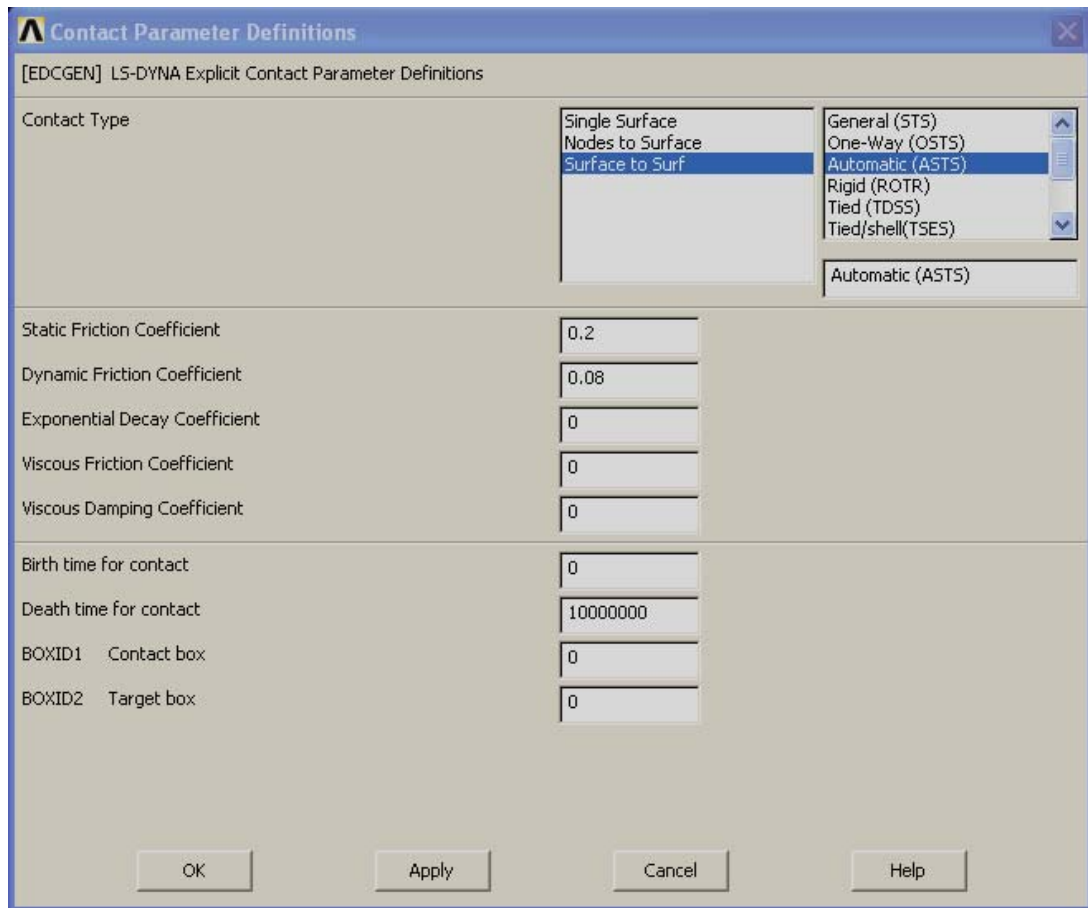 Contact Parameter Definitions
[EDCGEN] LS-DYNA Explicit Contact Parameter Definitions
Contact Type
Single Surface
Nodes to Surface
Surface to Surf
General (STS)
One-Way (OSTS)
Automatic (ASTS)
Rigid (ROTR)
Tied (TDSS)
Tied/shell(TSES)
Automatic (ASTS)
Static Friction Coefficient 0.2
Dynamic Friction Coefficient 0.08
Exponential Decay Coefficient 0
Viscous Friction Coefficient 0
Viscous Damping Coefficient 0
Birth time for contact 0
Death time for contact 10000000
BOXID1 Contact box 0
BOXID2 Target box 0
OK Apply Cancel Help